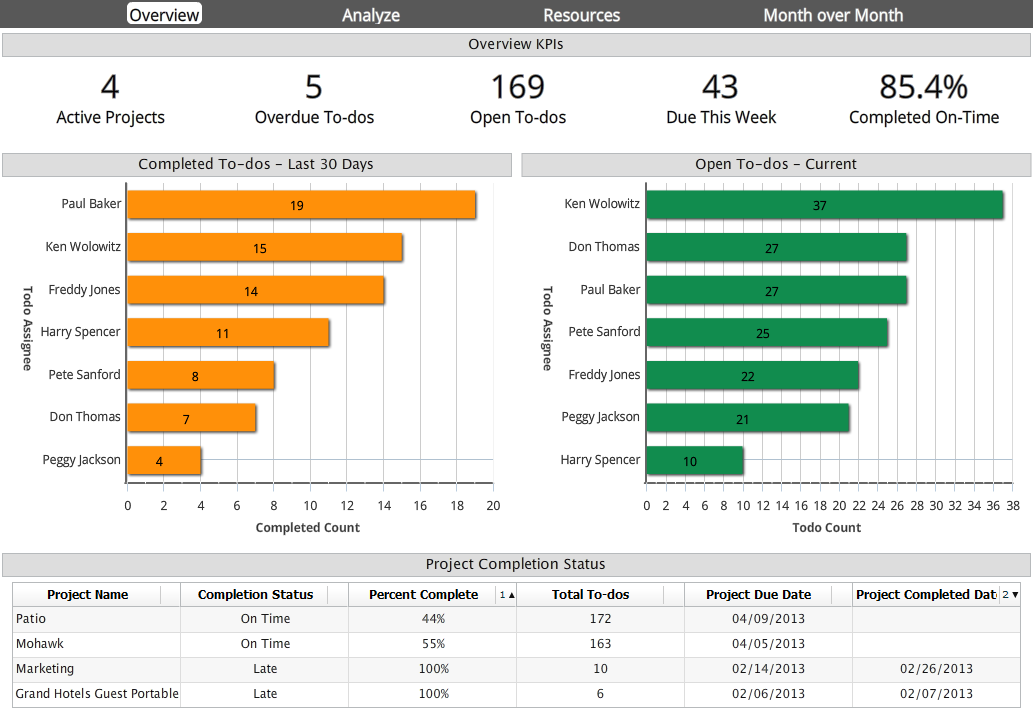 Overview Analyze Resources Month over Month
Overview KPIs
4 5 169 43 85.4%
Active Projects Overdue To-dos Open To-dos Due This Week Completed On-Time
Completed To-dos - Last 30 Days
Todo Assignee
Paul Baker 19
Ken Wolowitz 15
Freddy Jones 14
Harry Spencer 11
Pete Sanford 8
Don Thomas 7
Peggy Jackson 4
0 2 4 6 8 10 12 14 16 18 20
Completed Count
Open To-dos - Current
Todo Assignee
Ken Wolowitz 37
Don Thomas 27
Paul Baker 27
Pete Sanford 25
Freddy Jones 22
Peggy Jackson 21
Harry Spencer 10
0 2 4 6 8 10 12 14 16 18 20 22 24 26 28 30 32 34 36 38
Todo Count
Project Completion Status
Project Name Completion Status Percent Complete 1 ▲ Total To-dos Project Due Date Project Completed Dat 2 ▼
Patio On Time 44% 172 04/09/2013
Mohawk On Time 55% 163 04/05/2013
Marketing Late 100% 10 02/14/2013 02/26/2013
Grand Hotels Guest Portable Late 100% 6 02/06/2013 02/07/2013